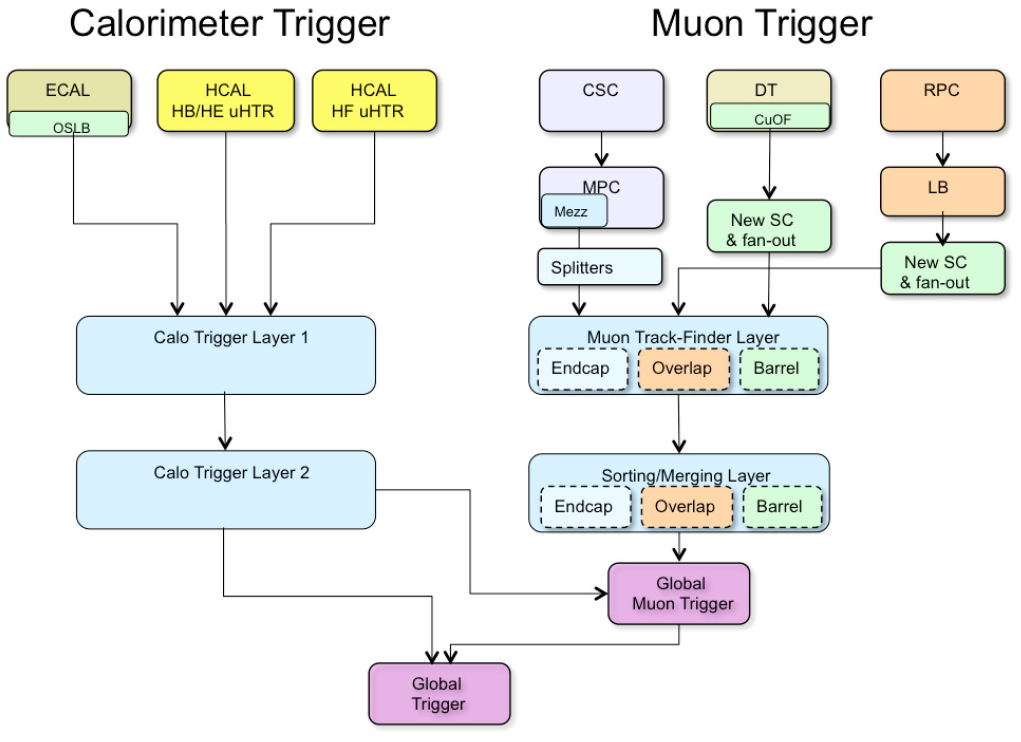 Calorimeter Trigger
Muon Trigger
ECAL
OSLB
HCAL
HB/HE uHTR
HCAL
HF uHTR
CSC
DT
CuOF
RPC
MPC
Mezz
LB
New SC
& fan-out
Splitters
New SC
& fan-out
Calo Trigger Layer 1
Muon Track-Finder Layer
Endcap
Overlap
Barrel
Calo Trigger Layer 2
Sorting/Merging Layer
Endcap
Overlap
Barrel
Global
Muon Trigger
Global
Trigger